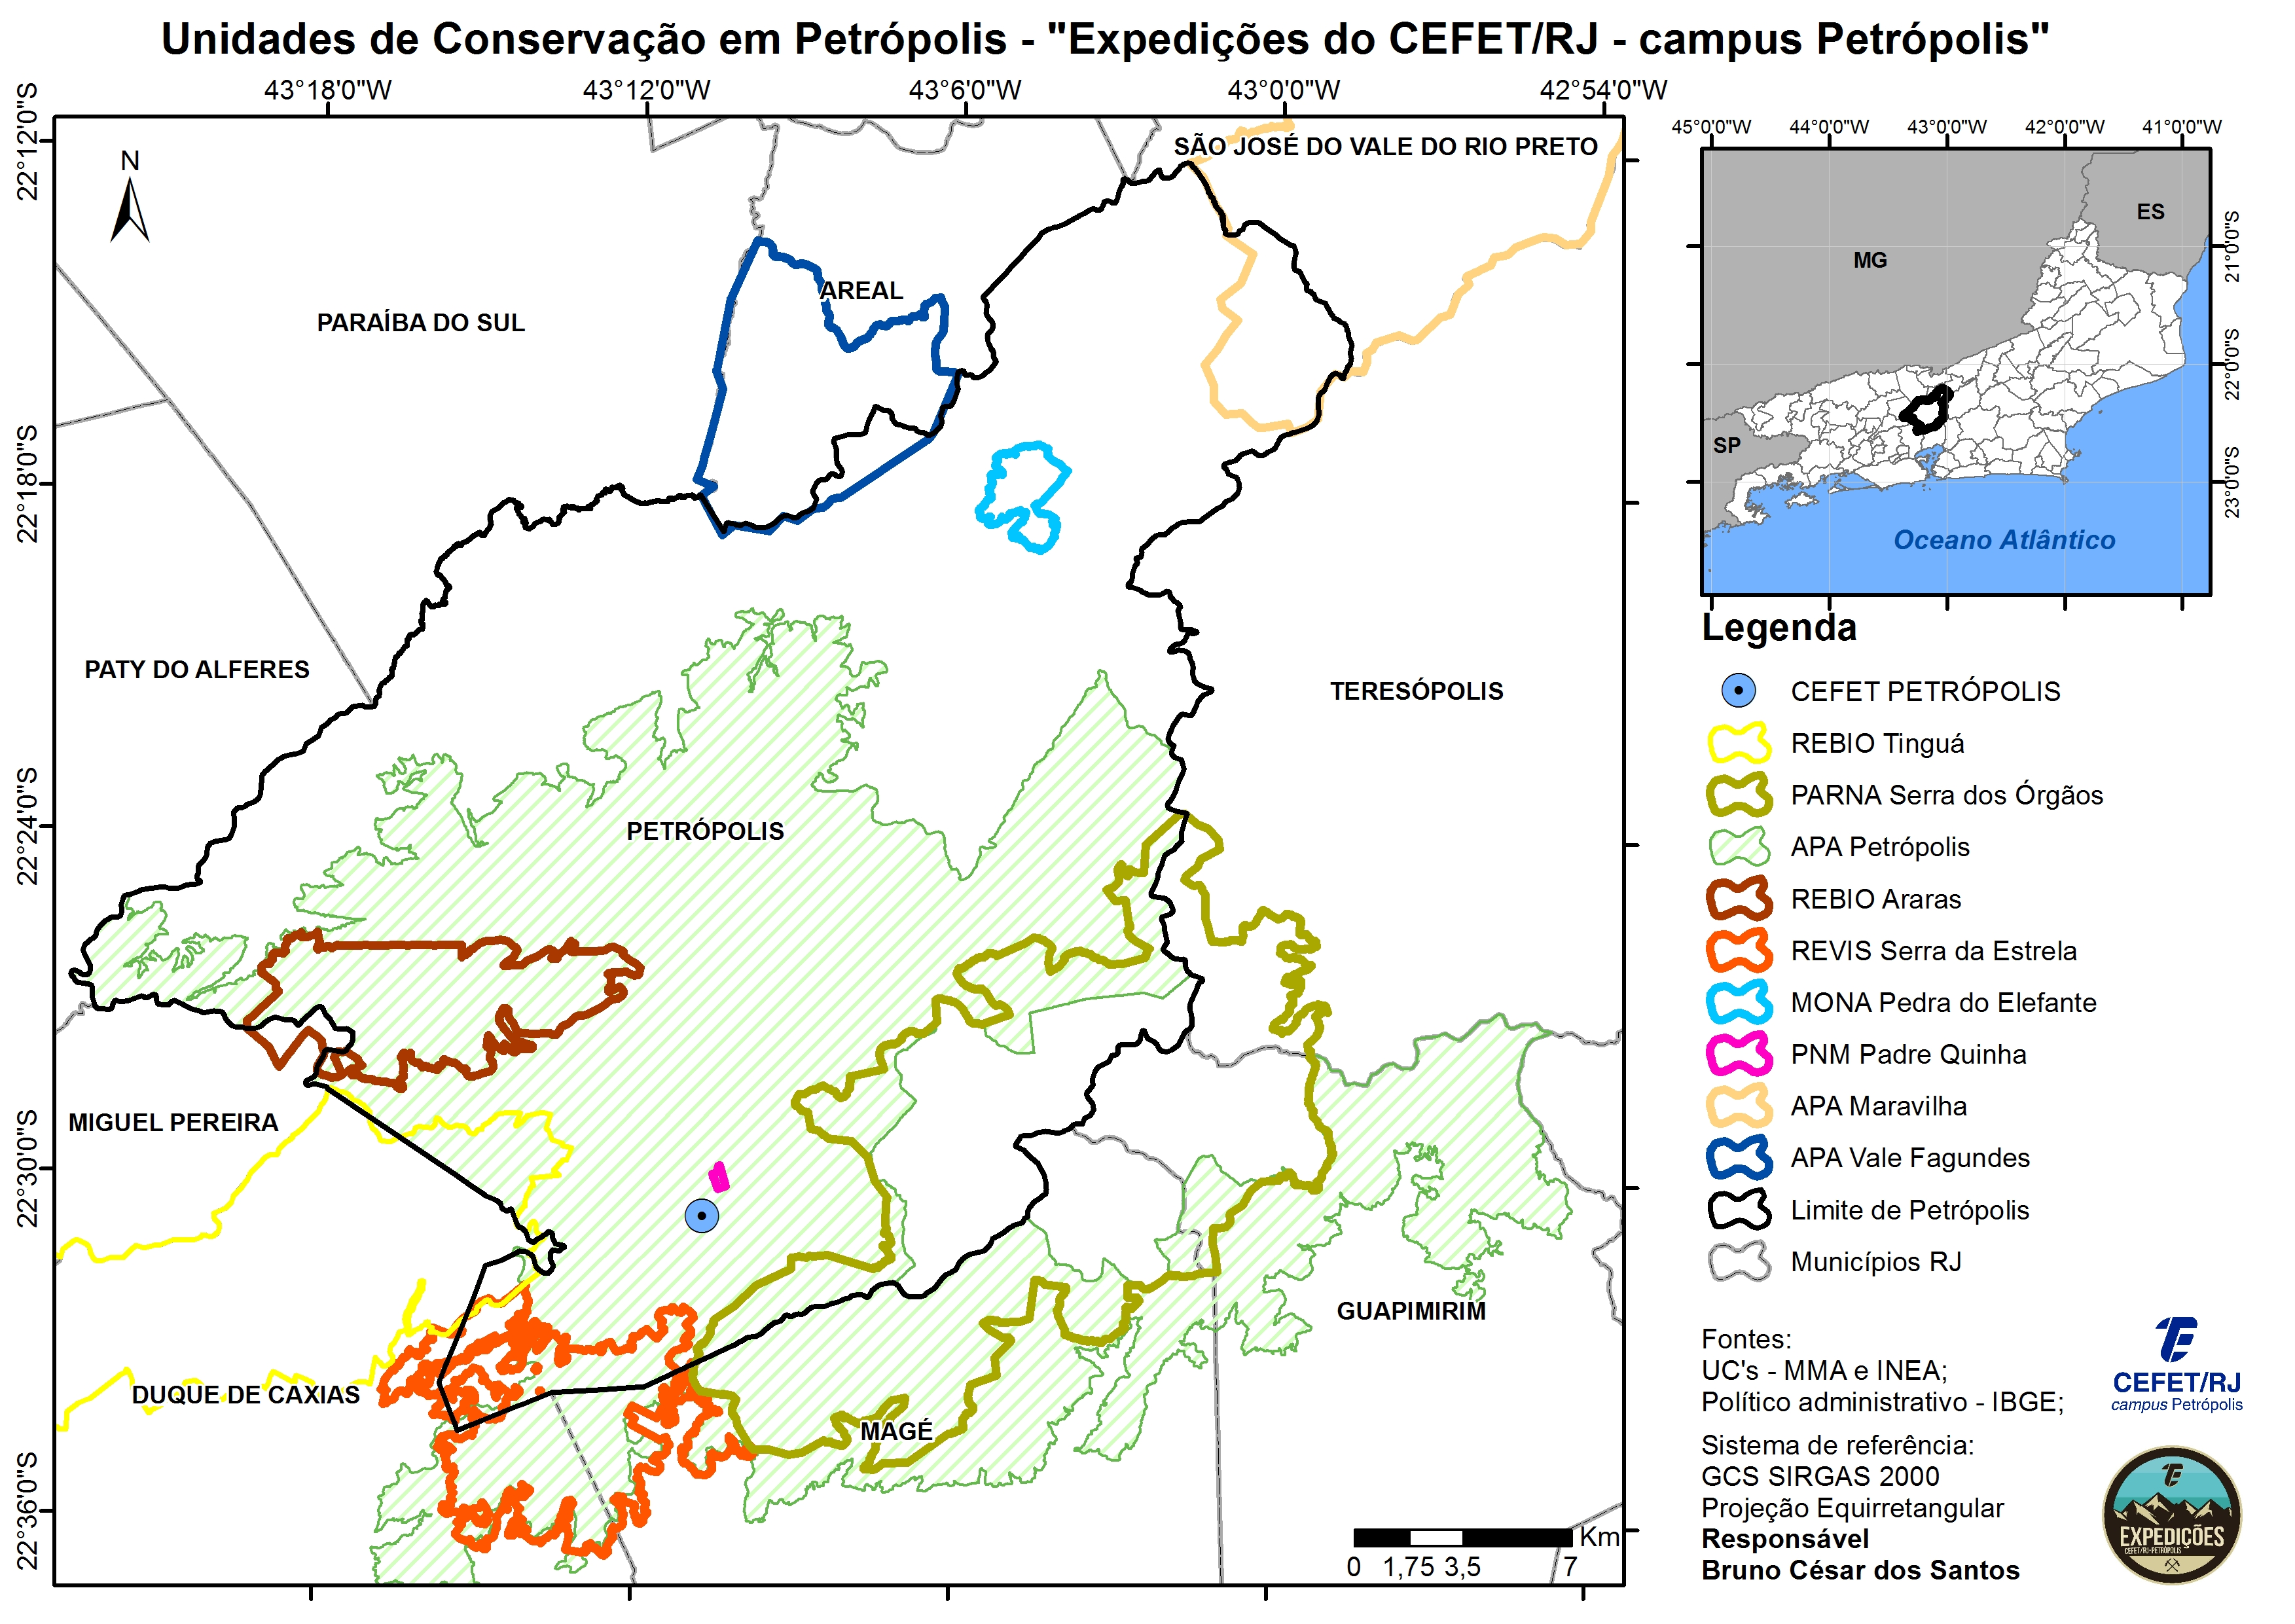 Unidades de Conservação em Petrópolis - "Expedições do CEFET/RJ - campus Petrópolis"
43°18'0"W
43°12'0"W
43°6'0"W
43°0'0"W
42°54'0"W
22°12'0"S
22°18'0"S
22°24'0"S
22°30'0"S
22°36'0"S
N
SÃO JOSÉ DO VALE DO RIO PRETO
AREAL
PARAÍBA DO SUL
PATY DO ALFERES
TERESÓPOLIS
PETRÓPOLIS
MIGUEL PEREIRA
GUAPIMIRIM
DUQUE DE CAXIAS
MAGÉ
Km
0 1,75 3,5 7
45°0'0"W
44°0'0"W
43°0'0"W
42°0'0"W
41°0'0"W
21°0'0"S
22°0'0"S
23°0'0"S
ES
MG
SP
Oceano Atlântico
Legenda
CEFET PETRÓPOLIS
REBIO Tinguá
PARNA Serra dos Órgãos
APA Petrópolis
REBIO Araras
REVIS Serra da Estrela
MONA Pedra do Elefante
PNM Padre Quinha
APA Maravilha
APA Vale Fagundes
Limite de Petrópolis
Municípios RJ
Fontes:
UC's - MMA e INEA;
Político administrativo - IBGE;
Sistema de referência:
GCS SIRGAS 2000
Projeção Equirretangular
Responsável
Bruno César dos Santos
CEFET/RJ
campus Petrópolis
EXPEDIÇÕES
CEFET/RJ-PETRÓPOLIS